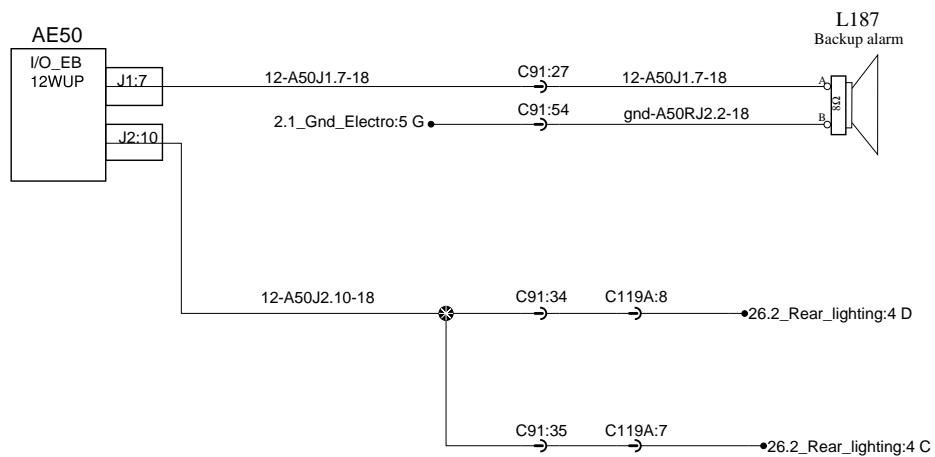 AE50
I/O_EB
12WUP
J1:7
J2:10
12-A50J1.7-18
C91:27
12-A50J1.7-18
L187
Backup alarm
A
8Ω
B
2.1_Gnd_Electro:5 G
C91:54
gnd-A50RJ2.2-18
12-A50J2.10-18
C91:34
C119A:8
26.2_Rear_lighting:4 D
C91:35
C119A:7
26.2_Rear_lighting:4 C